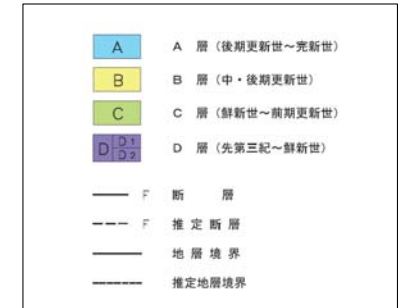 A A 層（後期更新世～完新世）
B B 層（中・後期更新世）
C C 層（鮮新世～前期更新世）
D D1 D2 D 層（先第三紀～鮮新世）
F 断 層
F 推 定 断 層
地 層 境 界
推定地層境界